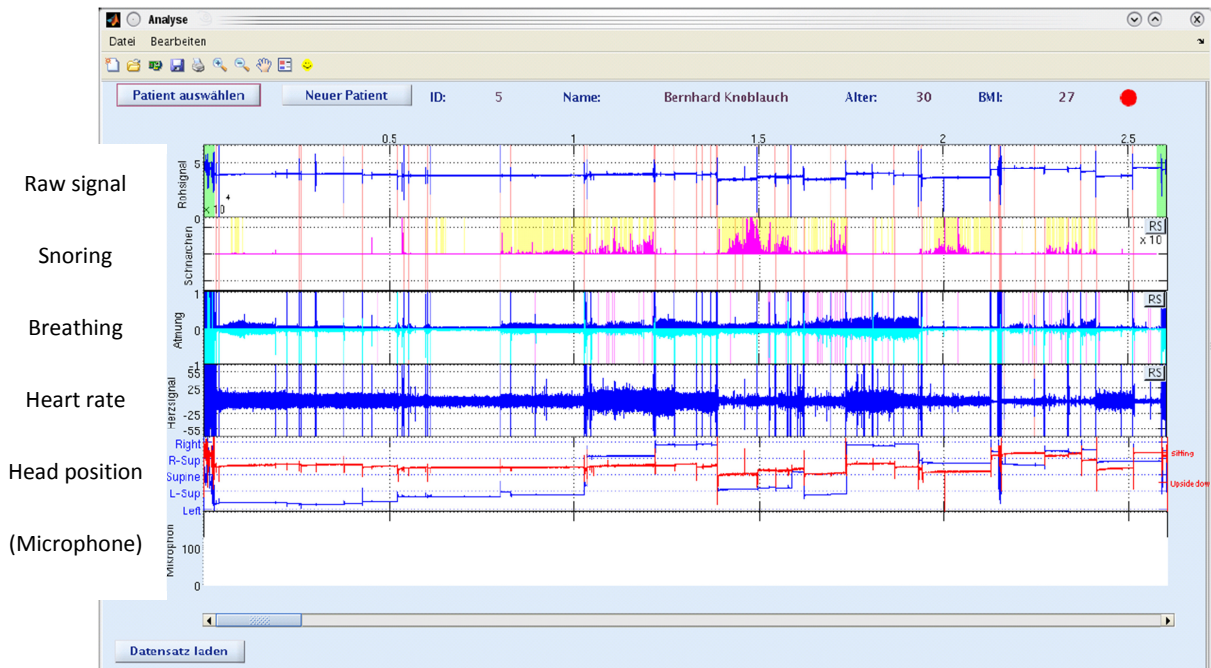 Analyse
Datei Bearbeiten
Patient auswählen Neuer Patient ID: 5 Name: Bernhard Knoblauch Alter: 30 BMI: 27
0.5 1 1.5 2 2.5
Raw signal
Rohsignal
5
x 10 4
Snoring
Schnarchen
RS
x 10
Breathing
Atmung
1
0
-1
RS
Heart rate
Herzsignal
55
25
-25
-55
RS
Head position
Right
R-Sup
Supine
L-Sup
Left
Sitting
Upside dow
(Microphone)
Mikrophon
100
0
Datensatz laden